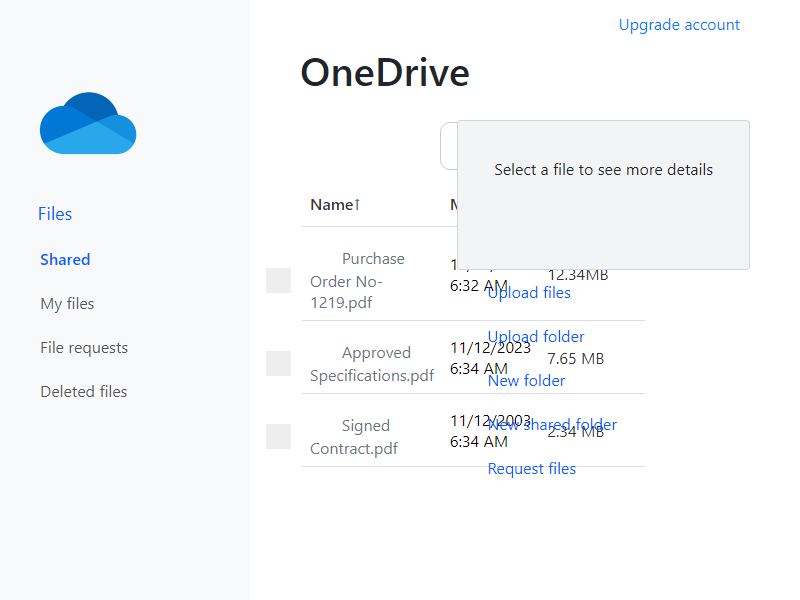 Upgrade account
OneDrive
Select a file to see more details
Files
Shared
My files
File requests
Deleted files
Name↑
Purchase
Order No-
1219.pdf
6:32 AM
12.34MB
Approved
Specifications.pdf
11/12/2023
6:34 AM
7.65 MB
Signed
Contract.pdf
11/12/2003
6:34 AM
2.34 MB
Upload files
Upload folder
New folder
New shared folder
Request files